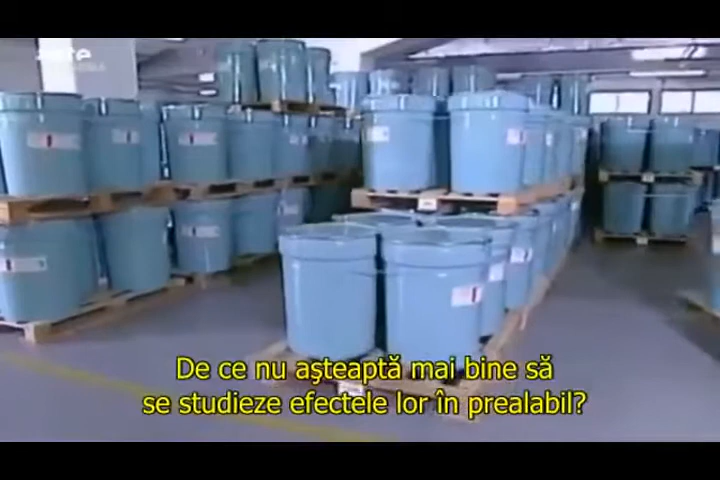 arte
De ce nu aşteaptă mai bine să
se studieze efectele lor în prealabil?